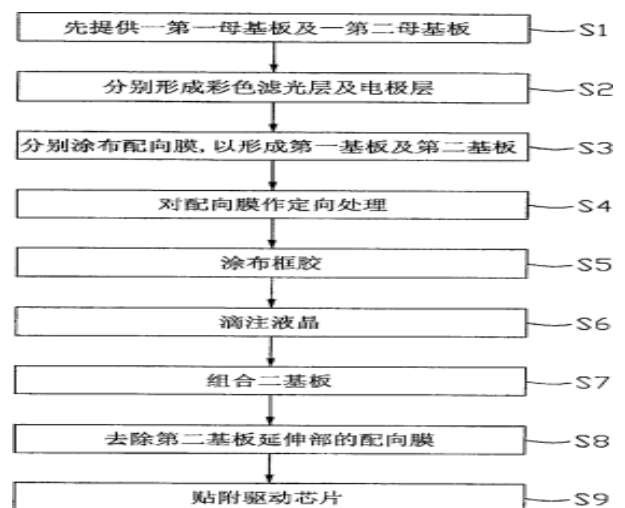 先提供一第一母基板及一第二母基板 S1
分别形成彩色滤光层及电极层 S2
分别涂布配向膜,以形成第一基板及第二基板 S3
对配向膜作定向处理 S4
涂布框胶 S5
滴注液晶 S6
组合二基板 S7
去除第二基板延伸部的配向膜 S8
贴附驱动芯片 S9